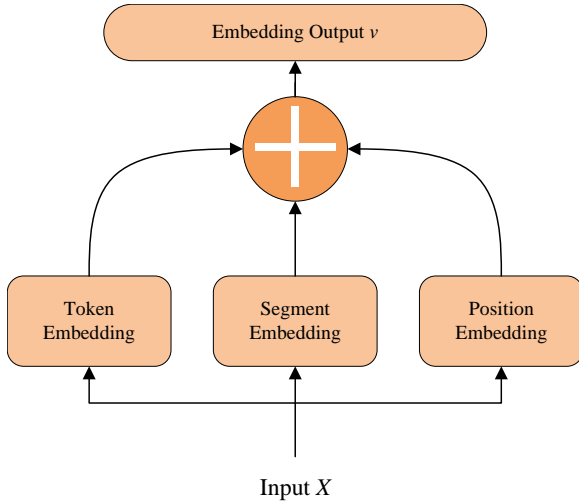 Embedding Output v
Token
Embedding
Segment
Embedding
Position
Embedding
Input X